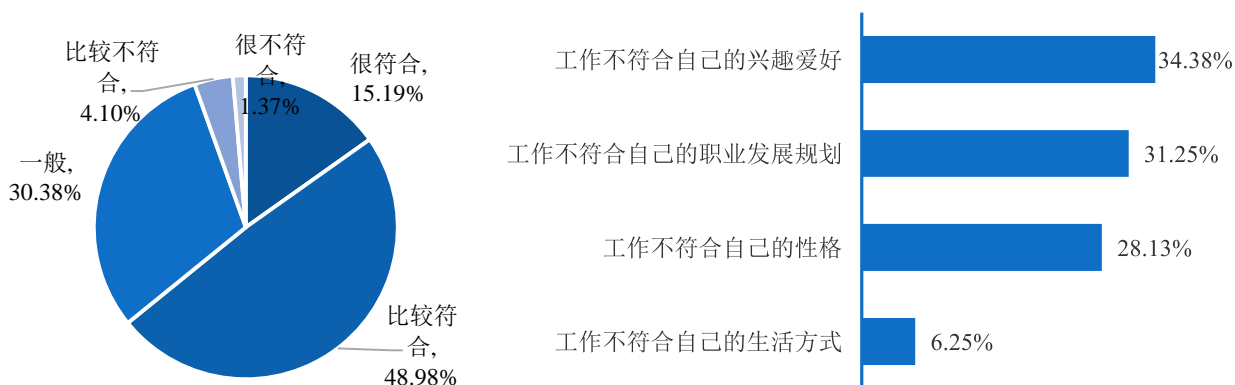 比较不符
合,
4.10%
很不符
合,
1.37%
很符合,
15.19%
一般,
30.38%
比较符
合,
48.98%
工作不符合自己的兴趣爱好
34.38%
工作不符合自己的职业发展规划
31.25%
工作不符合自己的性格
28.13%
工作不符合自己的生活方式
6.25%